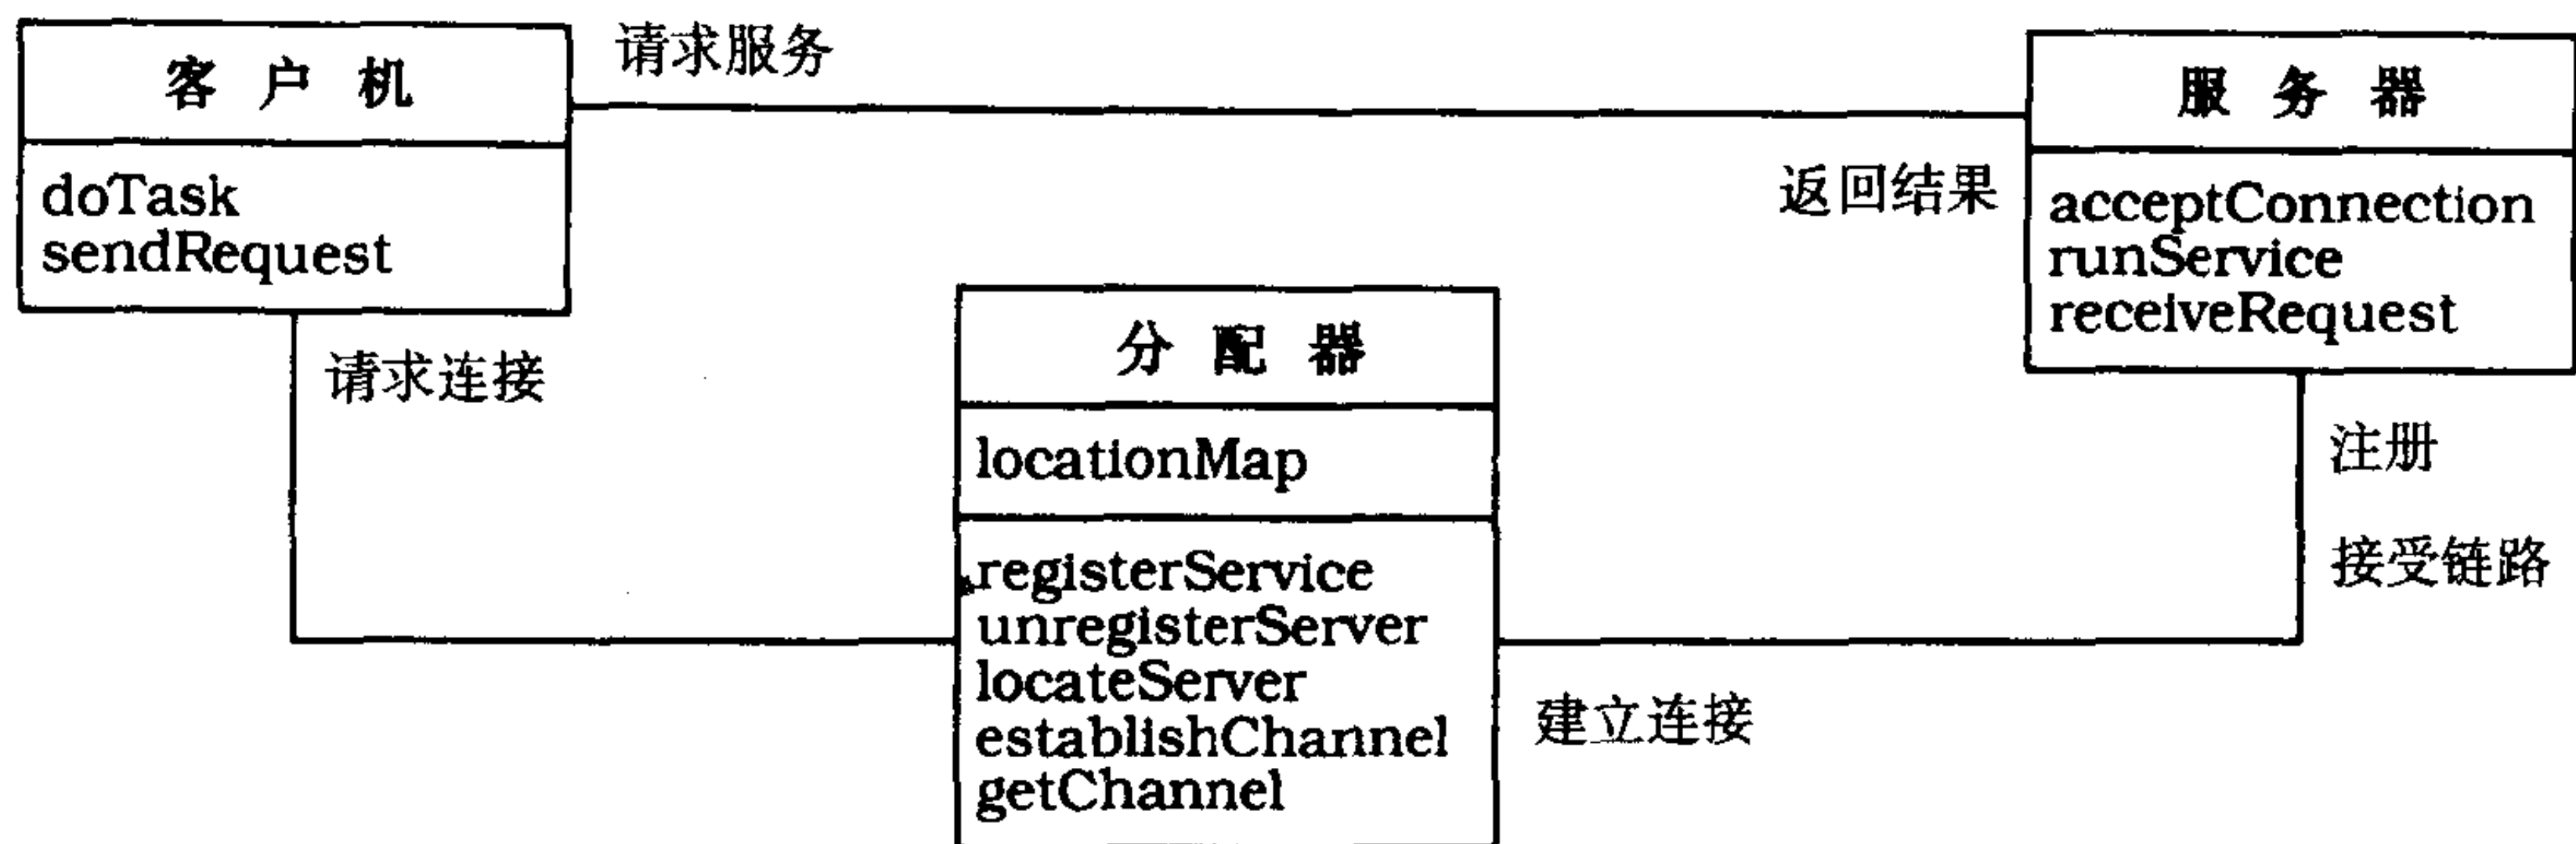 客户机
doTask
sendRequest
请求服务
返回结果
服务器
acceptConnection
runService
receiveRequest
请求连接
分配器
locationMap
registerService
unregisterServer
locateServer
establishChannel
getChannel
注册
接受链路
建立连接